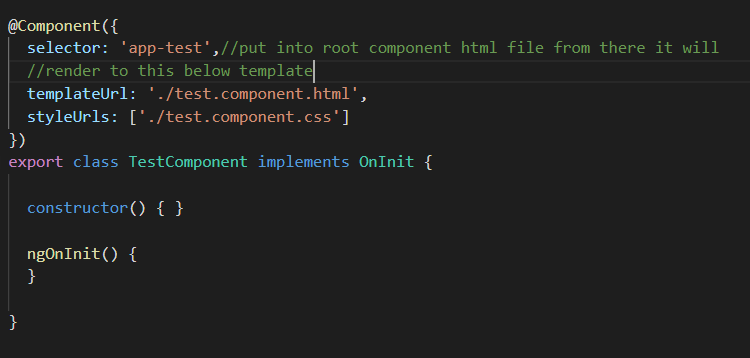 @Component({
  selector: 'app-test',//put into root component html file from there it will
  //render to this below template
  templateUrl: './test.component.html',
  styleUrls: ['./test.component.css']
})
export class TestComponent implements OnInit {
  constructor() { }
  ngOnInit() {
  }
}